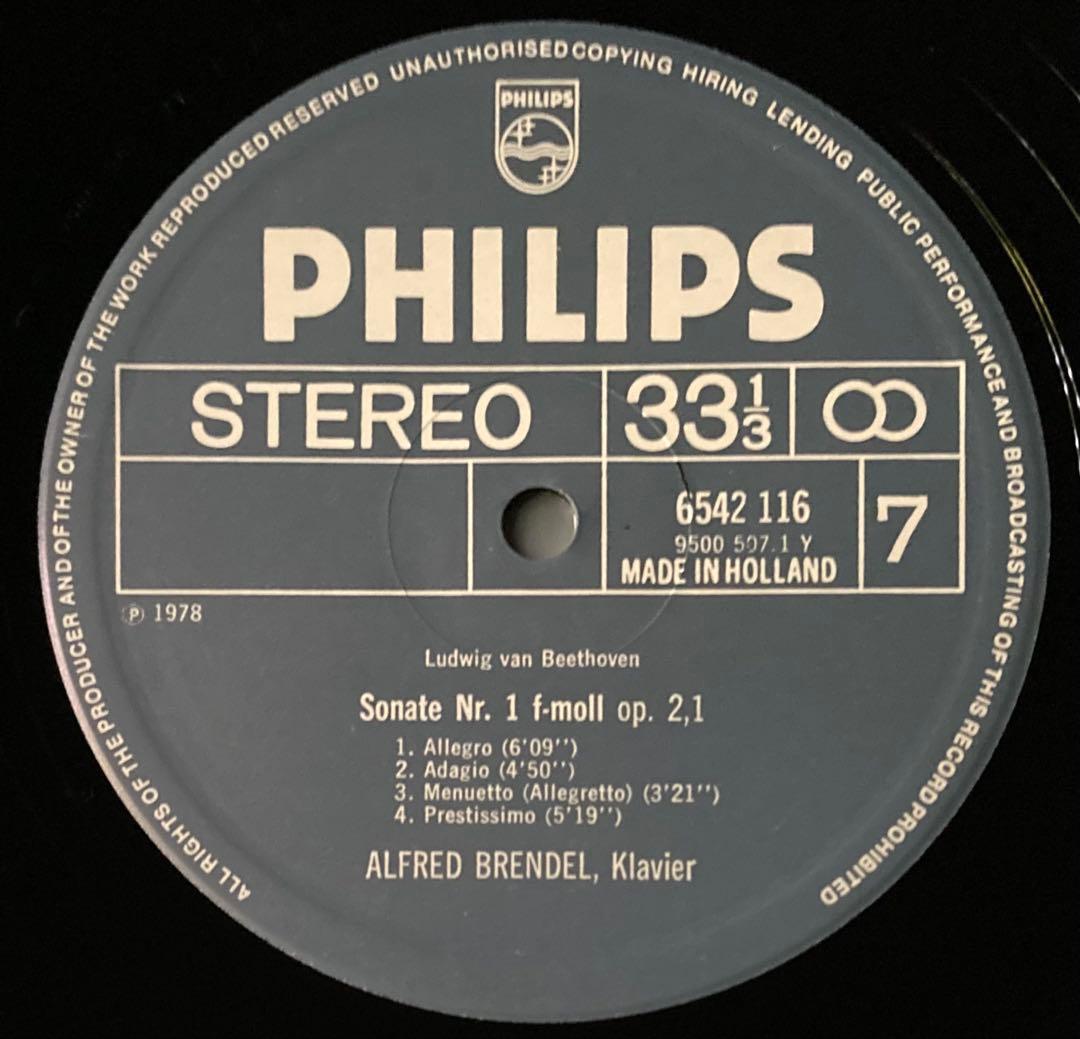 ALL RIGHTS OF THE PRODUCER AND OF THE OWNER OF THE WORK REPRODUCED RESERVED UNAUTHORISED COPYING HIRING LENDING PUBLIC PERFORMANCE AND BROADCASTING OF THIS RECORD PROHIBITED
PHILIPS
PHILIPS
STEREO 33 1/3
6542 116
9500 507.1 Y
MADE IN HOLLAND
7
℗ 1978
Ludwig van Beethoven
Sonate Nr. 1 f-moll op. 2,1
1. Allegro (6'09'')
2. Adagio (4'50'')
3. Menuetto (Allegretto) (3'21'')
4. Prestissimo (5'19'')
ALFRED BRENDEL, Klavier